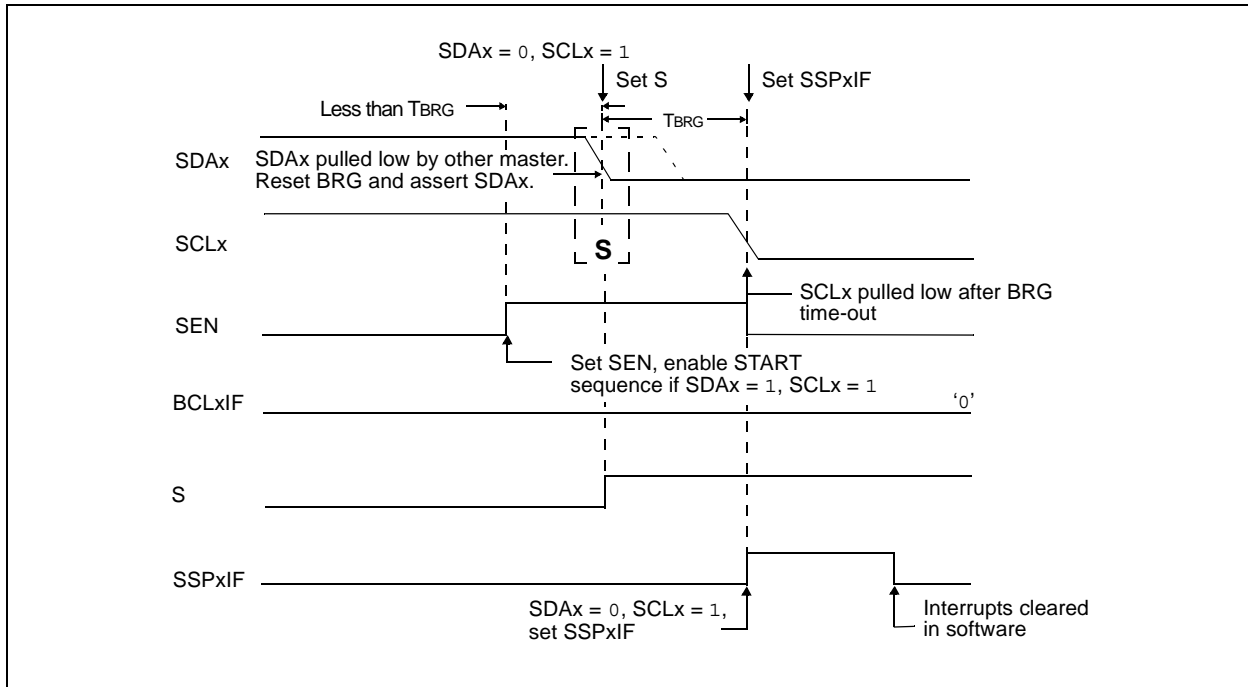 SDAx = 0, SCLx = 1
Set S
Set SSPxIF
Less than TBRG
TBRG
SDAx
SDAx pulled low by other master.
Reset BRG and assert SDAx.
SCLx
S
SCLx pulled low after BRG
time-out
SEN
Set SEN, enable START
sequence if SDAx = 1, SCLx = 1
BCLxIF
‘0’
S
SSPxIF
SDAx = 0, SCLx = 1,
set SSPxIF
Interrupts cleared
in software